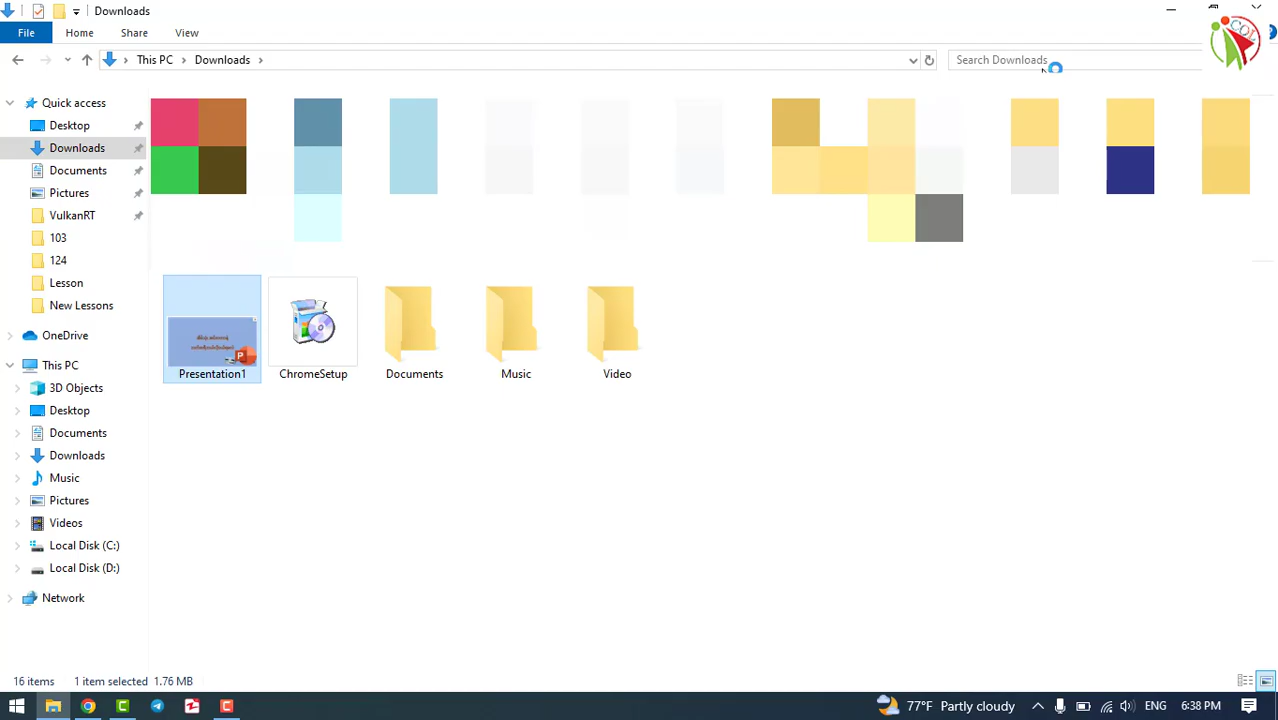 Downloads
File
Home
Share
View
This PC
Downloads
Search Downloads
COL
Quick access
Desktop
Downloads
Documents
Pictures
VulkanRT
103
124
Lesson
New Lessons
OneDrive
This PC
3D Objects
Desktop
Documents
Downloads
Music
Pictures
Videos
Local Disk (C:)
Local Disk (D:)
Network
Presentation1
ChromeSetup
Documents
Music
Video
16 items
1 item selected
1.76 MB
77°F Partly cloudy
ENG
6:38 PM